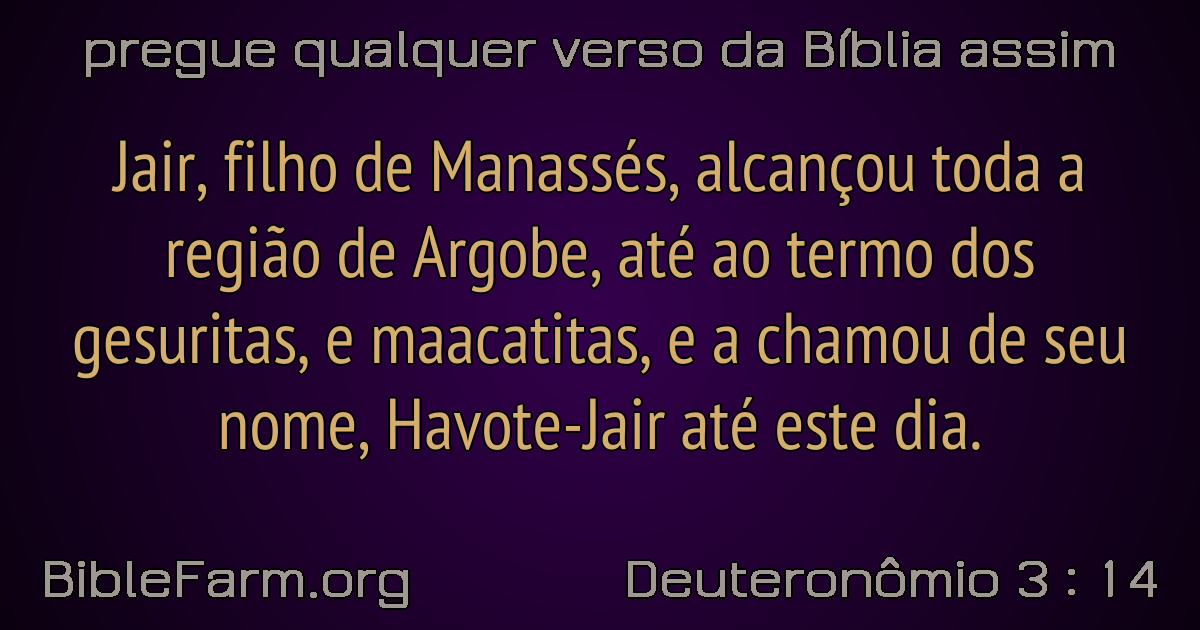 pregue qualquer verso da Bíblia assim
Jair, filho de Manassés, alcançou toda a
região de Argobe, até ao termo dos
gesuritas, e maacatitas, e a chamou de seu
nome, Havote-Jair até este dia.
BibleFarm.org
Deuteronômio 3 : 14